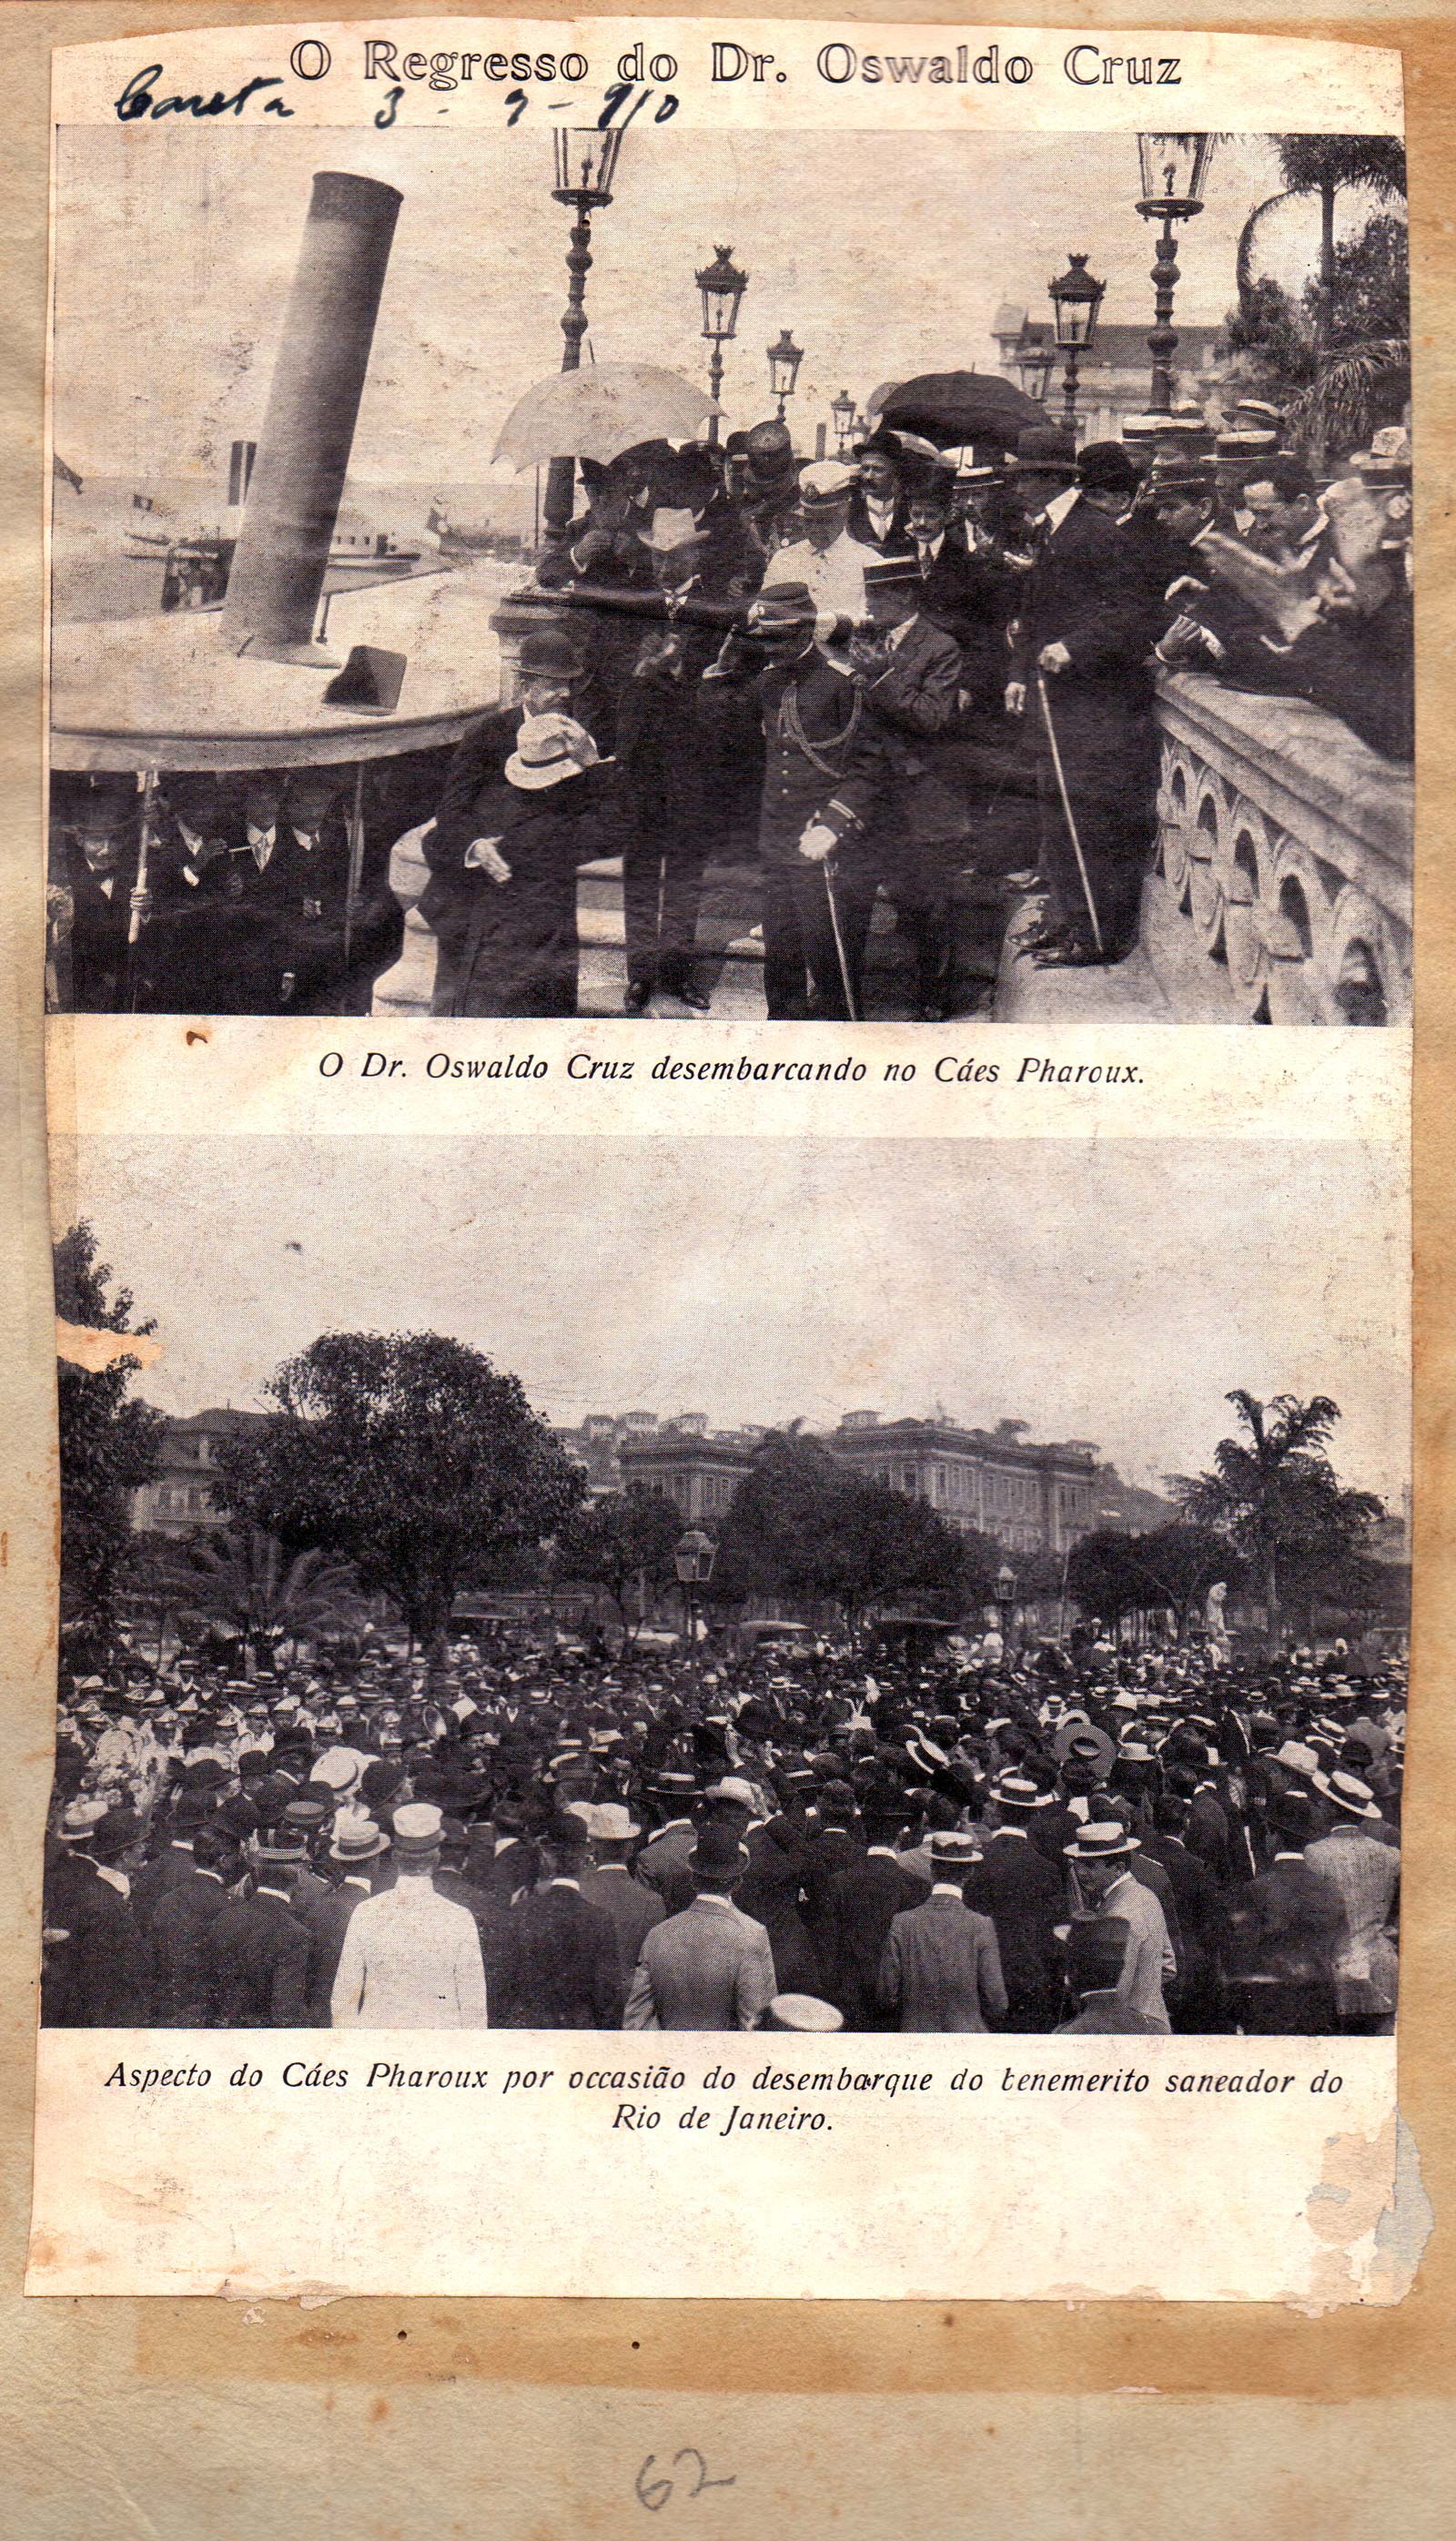 O Regresso do Dr. Oswaldo Cruz
Careta 3 - 9 - 910
O Dr. Oswaldo Cruz desembarcando no Cáes Pharoux.
Aspecto do Cáes Pharoux por occasião do desembarque do benemerito saneador do
Rio de Janeiro.
62